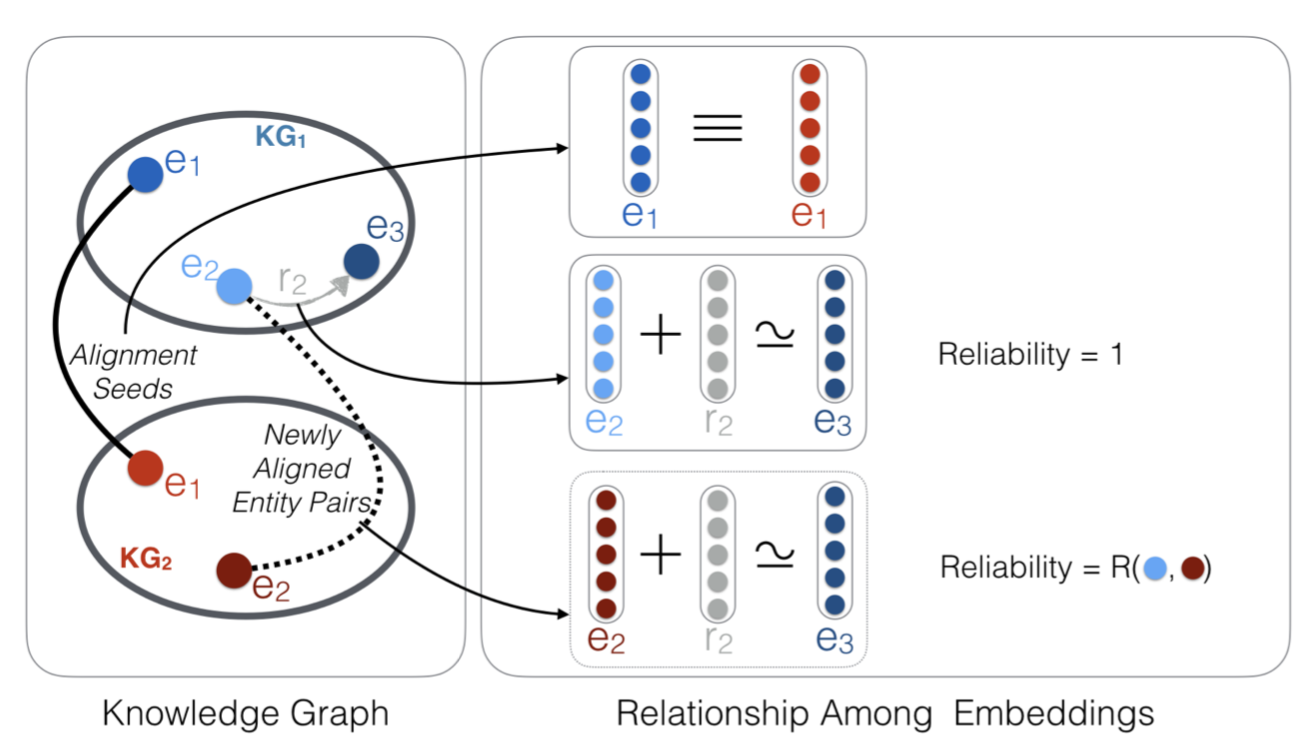 KG₁
e₁
e₃
e₂
r₂
Alignment
Seeds
Newly
Aligned
Entity Pairs
e₁
KG₂
e₂
Knowledge Graph
≡
e₁
e₁
+ ≃
e₂ r₂ e₃
Reliability = 1
+ ≃
e₂ r₂ e₃
Reliability = R( , )
Relationship Among Embeddings